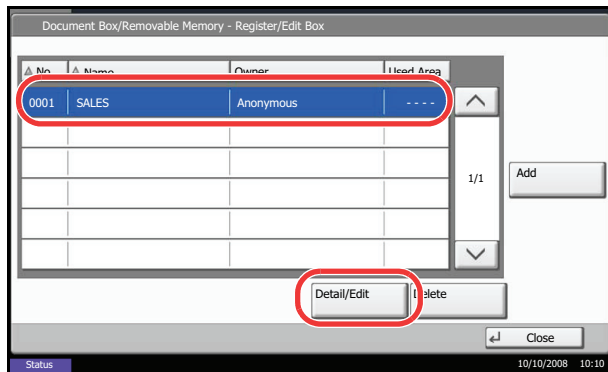 Document Box/Removable Memory - Register/Edit Box
No. Name Owner Used Area
0001 SALES Anonymous - - - -
1/1
Add
Detail/Edit Delete
Close
Status 10/10/2008 10:10